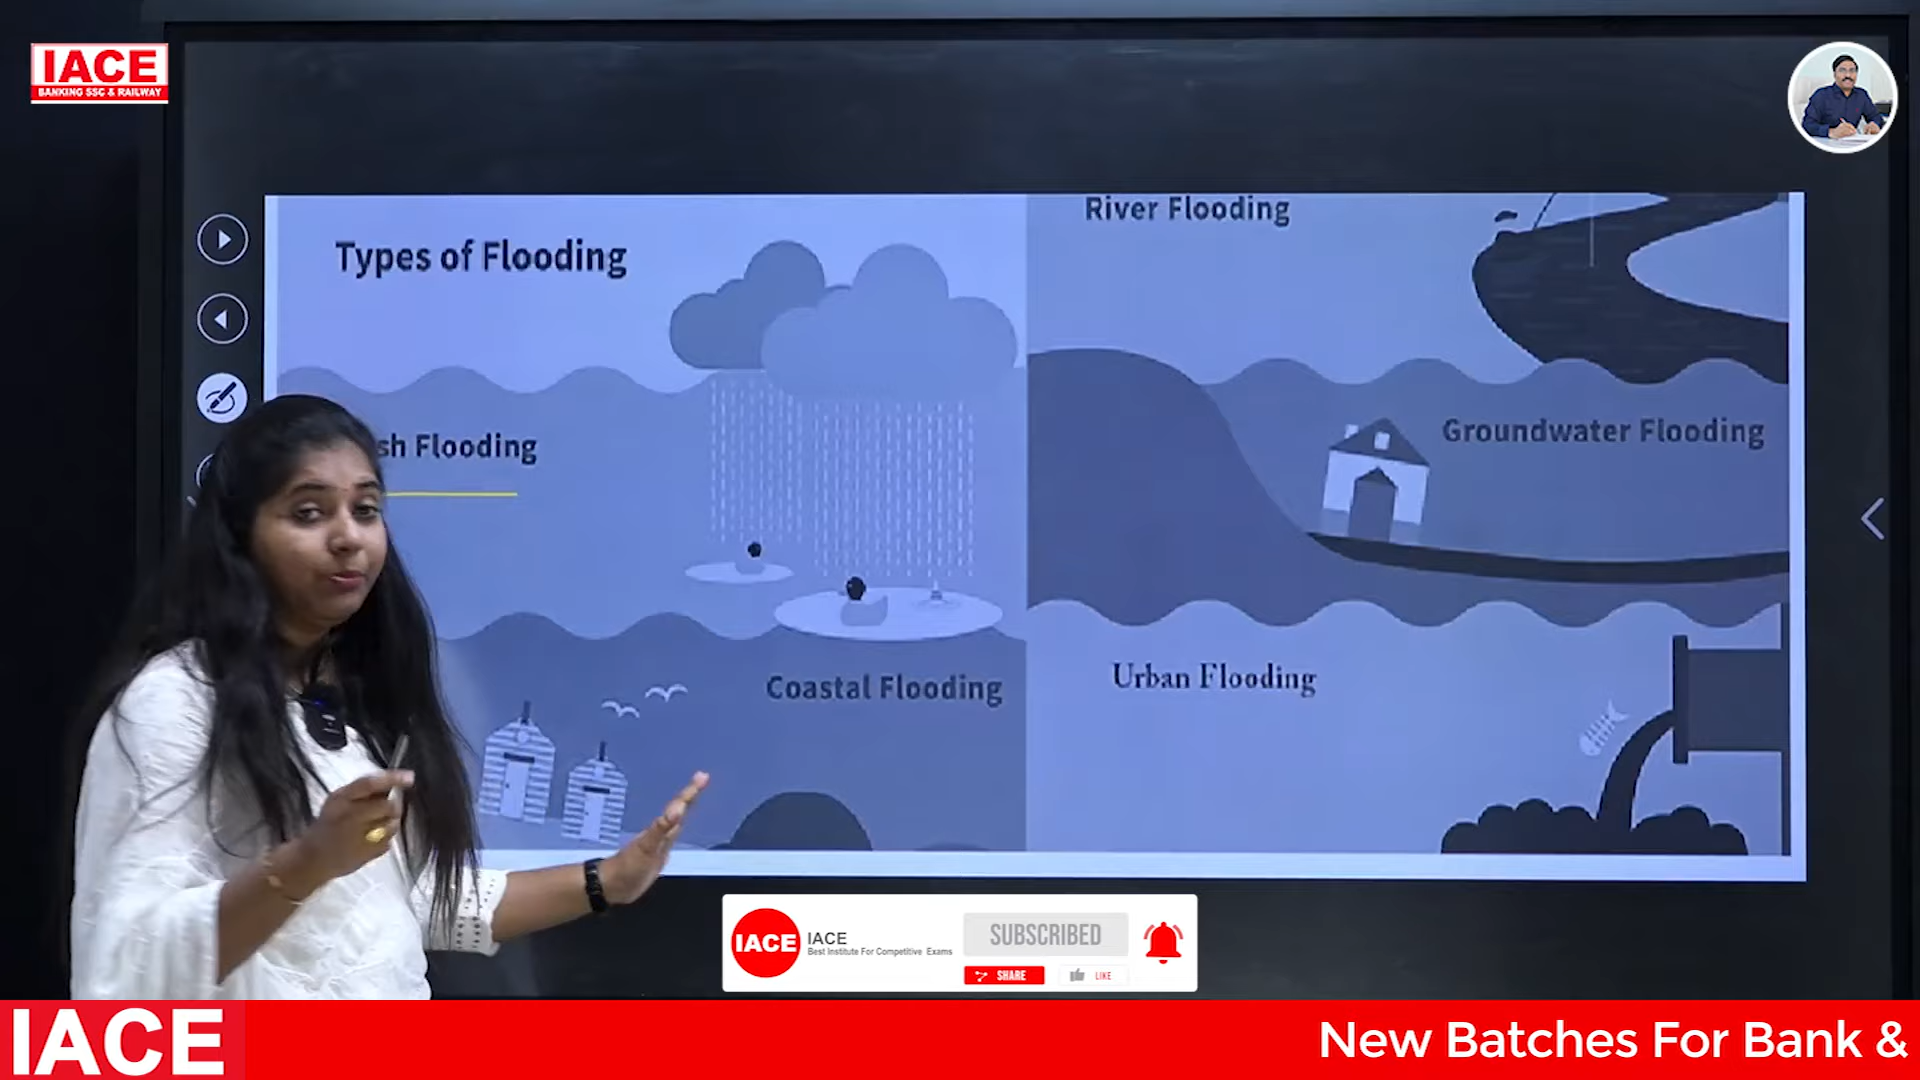 IACE
BANKING SSC & RAILWAY
Types of Flooding
River Flooding
sh Flooding
Groundwater Flooding
Coastal Flooding
Urban Flooding
IACE
IACE
Best Institute For Competitive Exams
SUBSCRIBED
SHARE
LIKE
IACE
New Batches For Bank &